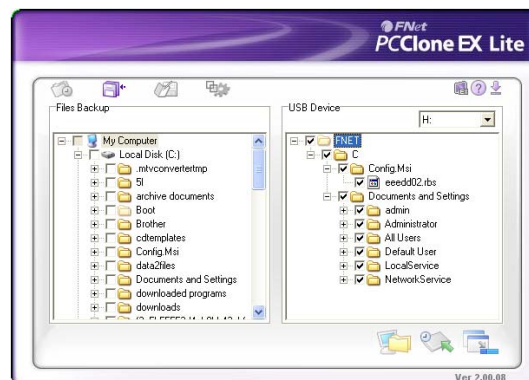 FNet
PCClone EX Lite
Files Backup
My Computer
Local Disk (C:)
.mtvconvertertmp
5I
archive documents
Boot
Brother
cdtemplates
Config.Msi
data2files
Documents and Settings
downloaded programs
downloads
USB Device
H:
FNET
C
Config.Msi
eeedd02.rbs
Documents and Settings
admin
Administrator
All Users
Default User
LocalService
NetworkService
Ver 2.00.08